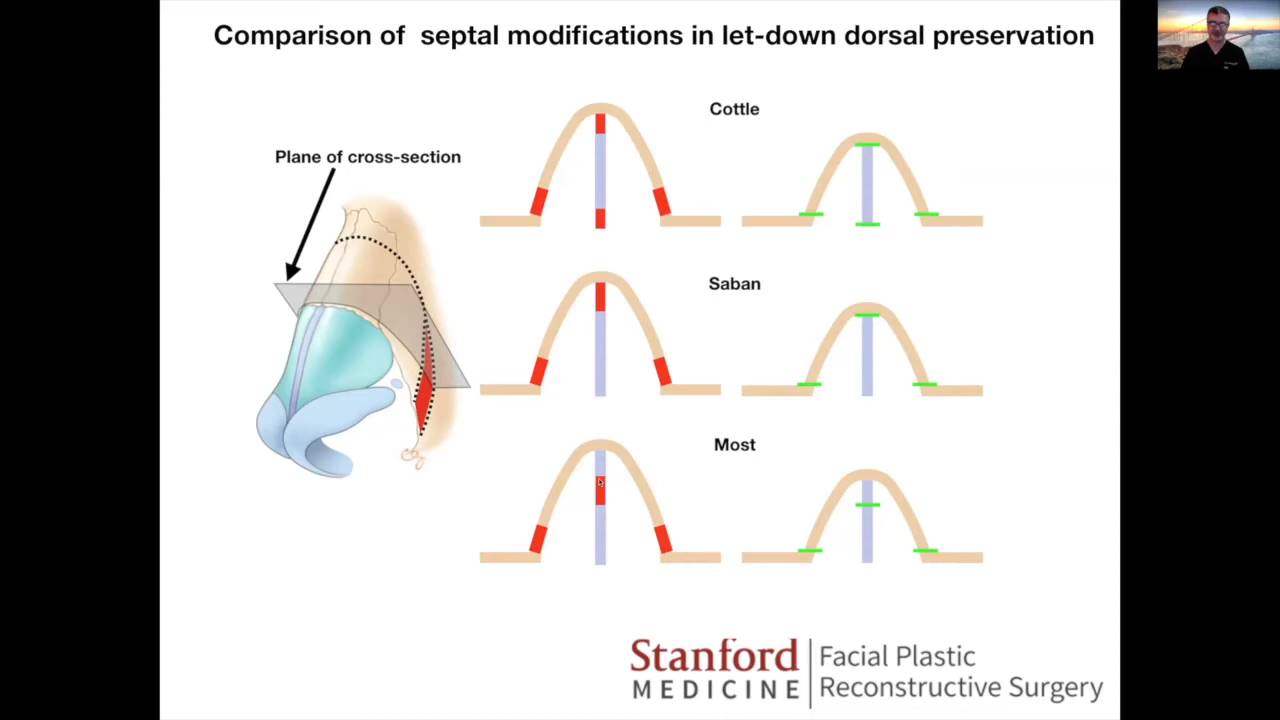 Comparison of septal modifications in let-down dorsal preservation
Plane of cross-section
Cottle
Saban
Most
Stanford
MEDICINE
Facial Plastic
Reconstructive Surgery